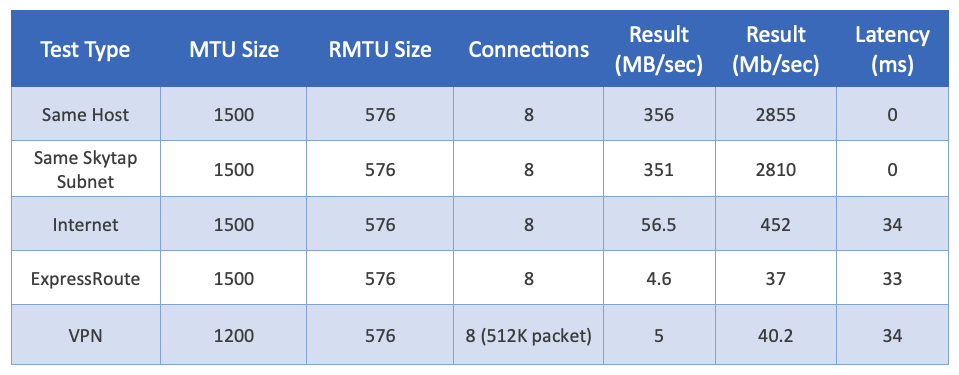 Test Type MTU Size RMTU Size Connections Result (MB/sec) Result (Mb/sec) Latency (ms)
Same Host 1500 576 8 356 2855 0
Same Skytap Subnet 1500 576 8 351 2810 0
Internet 1500 576 8 56.5 452 34
ExpressRoute 1500 576 8 4.6 37 33
VPN 1200 576 8 (512K packet) 5 40.2 34